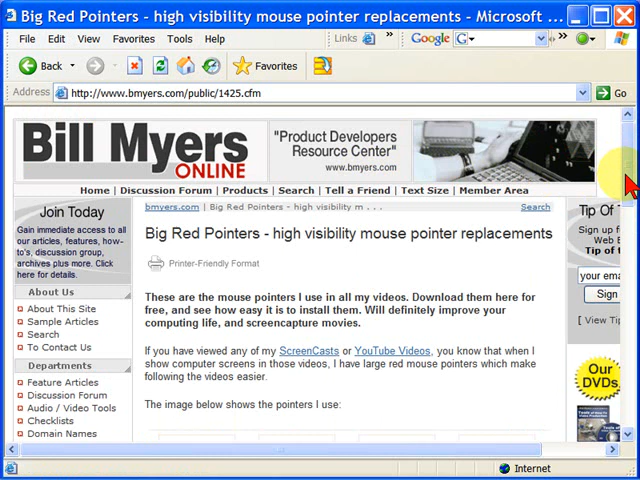 Big Red Pointers - high visibility mouse pointer replacements - Microsoft ...
File Edit View Favorites Tools Help
Links » Google G »
Back Favorites
Address http://www.bmyers.com/public/1425.cfm Go
Bill Myers
ONLINE
"Product Developers
Resource Center"
www.bmyers.com
Home | Discussion Forum | Products | Search | Tell a Friend | Text Size | Member Area
Join Today
Gain immediate access to all
our articles, features, how-
to's, discussion group,
archives plus more. Click
here for details.
About Us
About This Site
Sample Articles
Search
To Contact Us
Departments
Feature Articles
Discussion Forum
Audio / Video Tools
Checklists
Domain Names
bmyers.com | Big Red Pointers - high visibility m . . . Search
Big Red Pointers - high visibility mouse pointer replacements
Printer-Friendly Format
These are the mouse pointers I use in all my videos. Download them here for
free, and see how easy it is to install them. Will definitely improve your
computing life, and screencapture movies.
If you have viewed any of my ScreenCasts or YouTube Videos, you know that when I
show computer screens in those videos, I have large red mouse pointers which make
following the videos easier.
The image below shows the pointers I use:
Tip Of T
Sign up f
Web E
Tip of t
your ema
Sign
[ View Tip
Our
DVDs
Internet